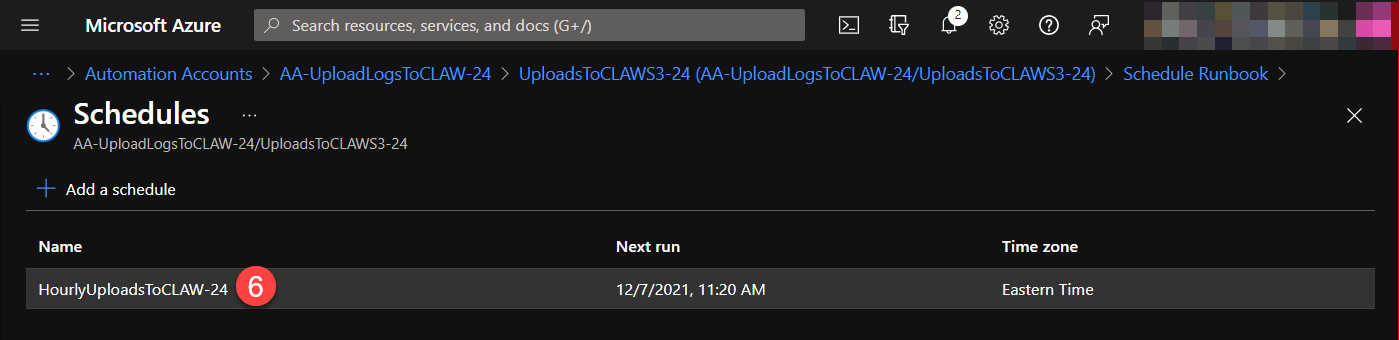 Microsoft Azure
Search resources, services, and docs (G+/)
2
... > Automation Accounts > AA-UploadLogsToCLAW-24 > UploadsToCLAWS3-24 (AA-UploadLogsToCLAW-24/UploadsToCLAWS3-24) > Schedule Runbook >
Schedules ...
AA-UploadLogsToCLAW-24/UploadsToCLAWS3-24
+ Add a schedule
Name Next run Time zone
HourlyUploadsToCLAW-24 6 12/7/2021, 11:20 AM Eastern Time